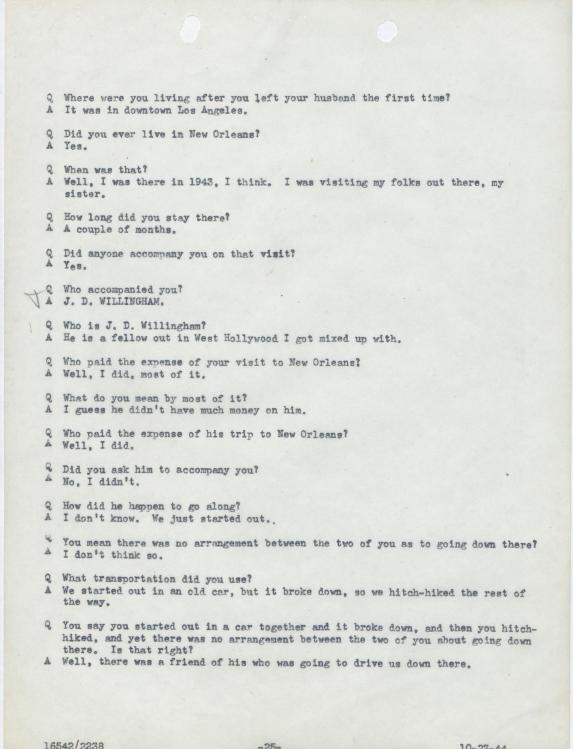 Q Where were you living after you left your husband the first time?
A It was in downtown Los Angeles.
Q Did you ever live in New Orleans?
A Yes.
Q When was that?
A Well, I was there in 1943, I think. I was visiting my folks out there, my
sister.
Q How long did you stay there?
A A couple of months.
Q Did anyone accompany you on that visit?
A Yes.
Q Who accompanied you?
A J. D. WILLINGHAM.
Q Who is J. D. Willingham?
A He is a fellow out in West Hollywood I got mixed up with.
Q Who paid the expense of your visit to New Orleans?
A Well, I did, most of it.
Q What do you mean by most of it?
A I guess he didn't have much money on him.
Q Who paid the expense of his trip to New Orleans?
A Well, I did.
Q Did you ask him to accompany you?
A No, I didn't.
Q How did he happen to go along?
A I don't know. We just started out..
Q You mean there was no arrangement between the two of you as to going down there?
A I don't think so.
Q What transportation did you use?
A We started out in an old car, but it broke down, so we hitch-hiked the rest of
the way.
Q You say you started out in a car together and it broke down, and then you hitch-
hiked, and yet there was no arrangement between the two of you about going down
there. Is that right?
A Well, there was a friend of his who was going to drive us down there.
16542/2238 -25- 10-27-44